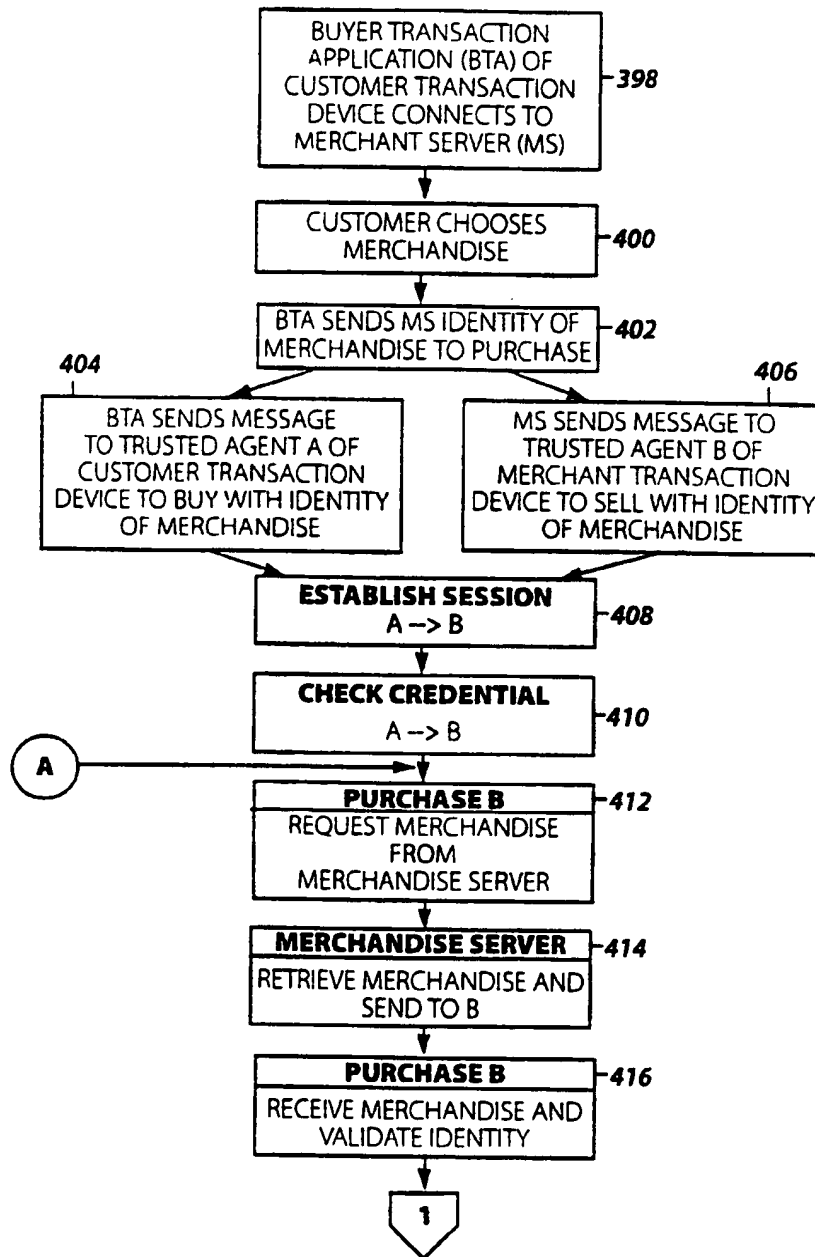 BUYER TRANSACTION
APPLICATION (BTA) OF
CUSTOMER TRANSACTION
DEVICE CONNECTS TO
MERCHANT SERVER (MS)
398
CUSTOMER CHOOSES
MERCHANDISE
400
BTA SENDS MS IDENTITY OF
MERCHANDISE TO PURCHASE
402
404
BTA SENDS MESSAGE
TO TRUSTED AGENT A OF
CUSTOMER TRANSACTION
DEVICE TO BUY WITH IDENTITY
OF MERCHANDISE
406
MS SENDS MESSAGE TO
TRUSTED AGENT B OF
MERCHANT TRANSACTION
DEVICE TO SELL WITH IDENTITY
OF MERCHANDISE
ESTABLISH SESSION
A --> B
408
CHECK CREDENTIAL
A --> B
410
A
PURCHASE B
412
REQUEST MERCHANDISE
FROM
MERCHANDISE SERVER
MERCHANDISE SERVER
414
RETRIEVE MERCHANDISE AND
SEND TO B
PURCHASE B
416
RECEIVE MERCHANDISE AND
VALIDATE IDENTITY
1